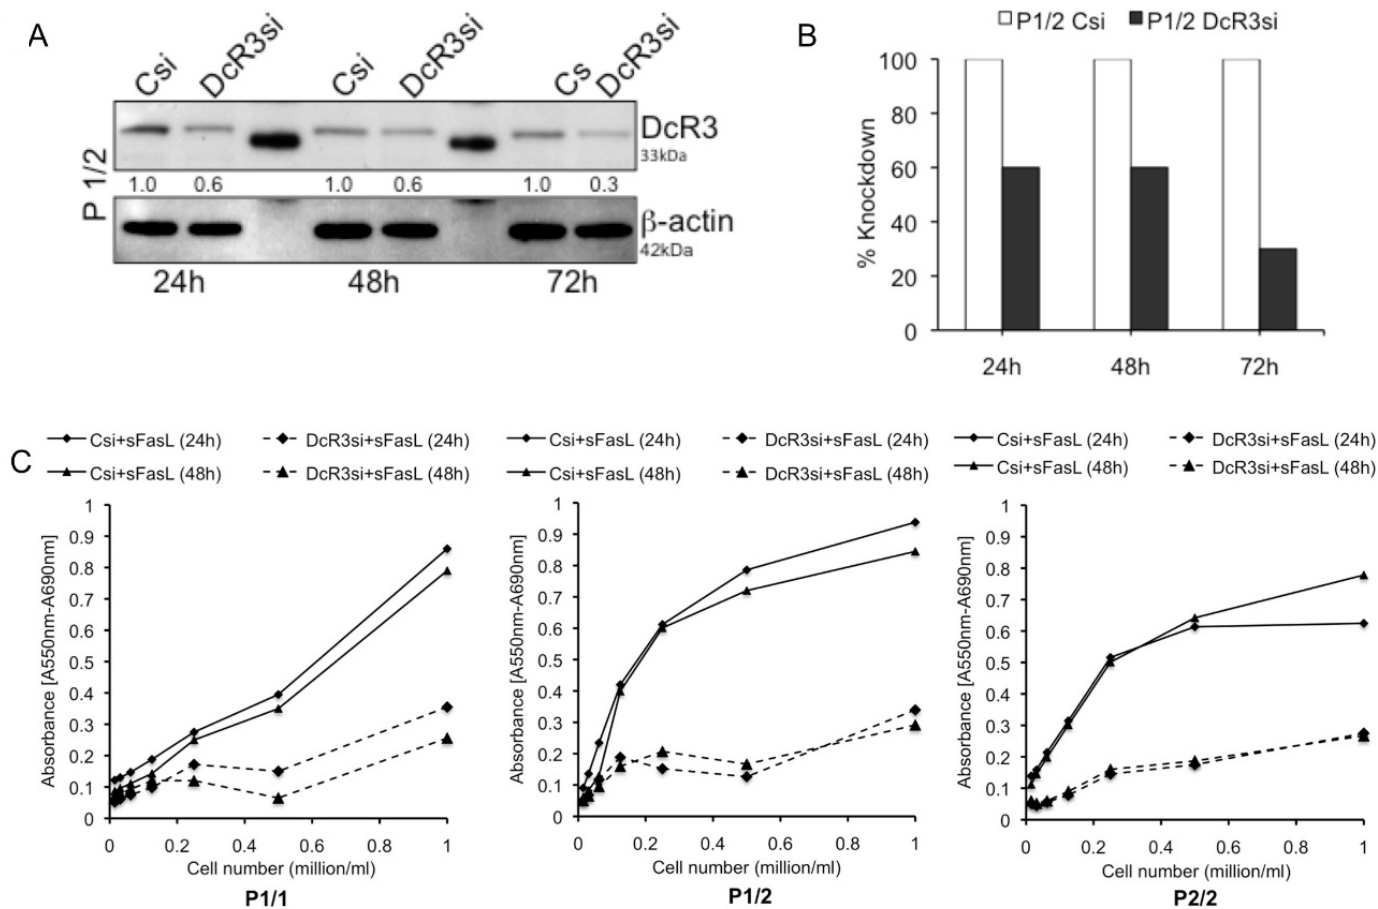 A
Csi DcR3si Csi DcR3si Cs DcR3si
DcR3
33kDa
P 1/2
1.0 0.6 1.0 0.6 1.0 0.3
β-actin
42kDa
24h 48h 72h
B
P1/2 Csi P1/2 DcR3si
% Knockdown
100
80
60
40
20
0
24h 48h 72h
C
Csi+sFasL (24h) DcR3si+sFasL (24h)
Csi+sFasL (48h) DcR3si+sFasL (48h)
Absorbance [A550nm-A690nm]
1
0.9
0.8
0.7
0.6
0.5
0.4
0.3
0.2
0.1
0
0 0.2 0.4 0.6 0.8 1
Cell number (million/ml)
P1/1
Csi+sFasL (24h) DcR3si+sFasL (24h)
Csi+sFasL (48h) DcR3si+sFasL (48h)
Absorbance [A550nm-A690nm]
1
0.9
0.8
0.7
0.6
0.5
0.4
0.3
0.2
0.1
0
0 0.2 0.4 0.6 0.8 1
Cell number (million/ml)
P1/2
Csi+sFasL (24h) DcR3si+sFasL (24h)
Csi+sFasL (48h) DcR3si+sFasL (48h)
Absorbance [A550nm-A690nm]
1
0.9
0.8
0.7
0.6
0.5
0.4
0.3
0.2
0.1
0
0 0.2 0.4 0.6 0.8 1
Cell number (million/ml)
P2/2